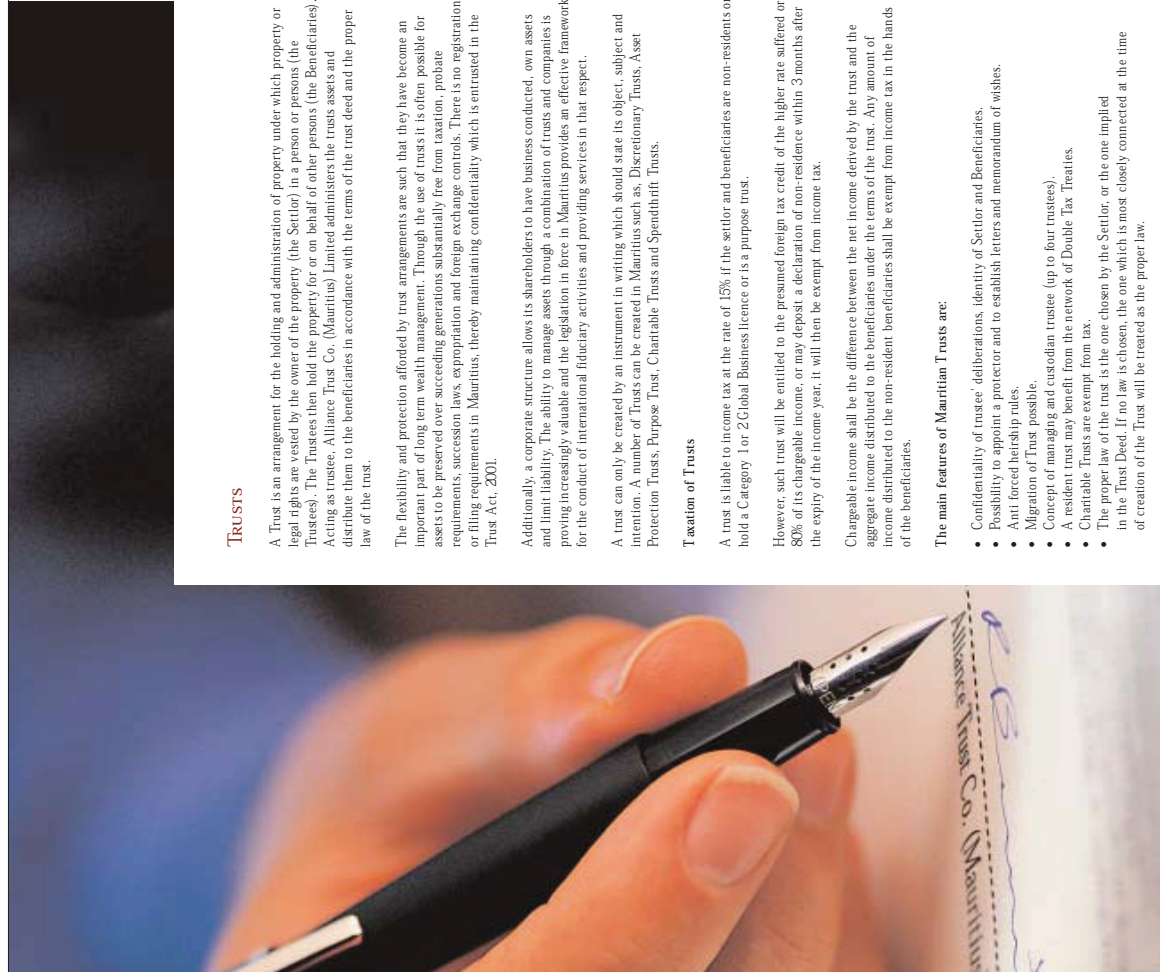 TRUSTS
A Trust is an arrangement for the holding and administration of property under which property or
legal rights are vested by the owner of the property (the Settlor) in a person or persons (the
Trustees). The Trustees then hold the property for or on behalf of other persons (the Beneficiaries).
Acting as trustee, Alliance Trust Co. (Mauritius) Limited administers the trusts assets and
distribute them to the beneficiaries in accordance with the terms of the trust deed and the proper
law of the trust.
The flexibility and protection afforded by trust arrangements are such that they have become an
important part of long term wealth management. Through the use of trusts it is often possible for
assets to be preserved over succeeding generations substantially free from taxation, probate
requirements, succession laws, expropriation and foreign exchange controls. There is no registration
or filing requirements in Mauritius, thereby maintaining confidentiality which is entrusted in the
Trust Act, 2001.
Additionally, a corporate structure allows its shareholders to have business conducted, own assets
and limit liability. The ability to manage assets through a combination of trusts and companies is
proving increasingly valuable and the legislation in force in Mauritius provides an effective framework
for the conduct of international fiduciary activities and providing services in that respect.
A trust can only be created by an instrument in writing which should state its object, subject and
intention. A number of Trusts can be created in Mauritius such as, Discretionary Trusts, Asset
Protection Trusts, Purpose Trust, Charitable Trusts and Spendthrift Trusts.
Taxation of Trusts
A trust is liable to income tax at the rate of 15% if the settlor and beneficiaries are non-residents or
hold a Category 1 or 2 Global Business licence or is a purpose trust.
However, such trust will be entitled to the presumed foreign tax credit of the higher rate suffered or
80% of its chargeable income, or may deposit a declaration of non-residence within 3 months after
the expiry of the income year, it will then be exempt from income tax.
Chargeable income shall be the difference between the net income derived by the trust and the
aggregate income distributed to the beneficiaries under the terms of the trust. Any amount of
income distributed to the non-resident beneficiaries shall be exempt from income tax in the hands
of the beneficiaries.
The main features of Mauritian Trusts are:
• Confidentiality of trustee' deliberations, identity of Settlor and Beneficiaries.
• Possibility to appoint a protector and to establish letters and memorandum of wishes.
• Anti forced heirship rules.
• Migration of Trust possible.
• Concept of managing and custodian trustee (up to four trustees).
• A resident trust may benefit from the network of Double Tax Treaties.
• Charitable Trusts are exempt from tax.
• The proper law of the trust is the one chosen by the Settlor, or the one implied
in the Trust Deed. If no law is chosen, the one which is most closely connected at the time
of creation of the Trust will be treated as the proper law.
Alliance Trust Co. (Mauritius